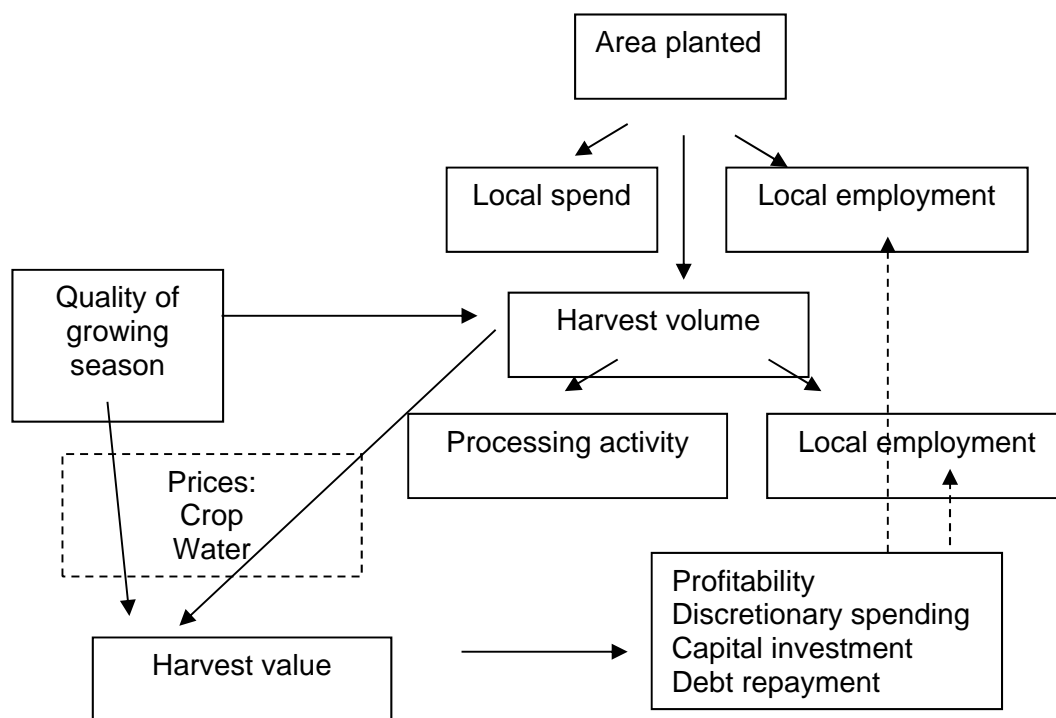 Area planted
Local spend
Local employment
Quality of
growing
season
Harvest volume
Processing activity
Local employment
Prices:
Crop
Water
Profitability
Discretionary spending
Capital investment
Debt repayment
Harvest value